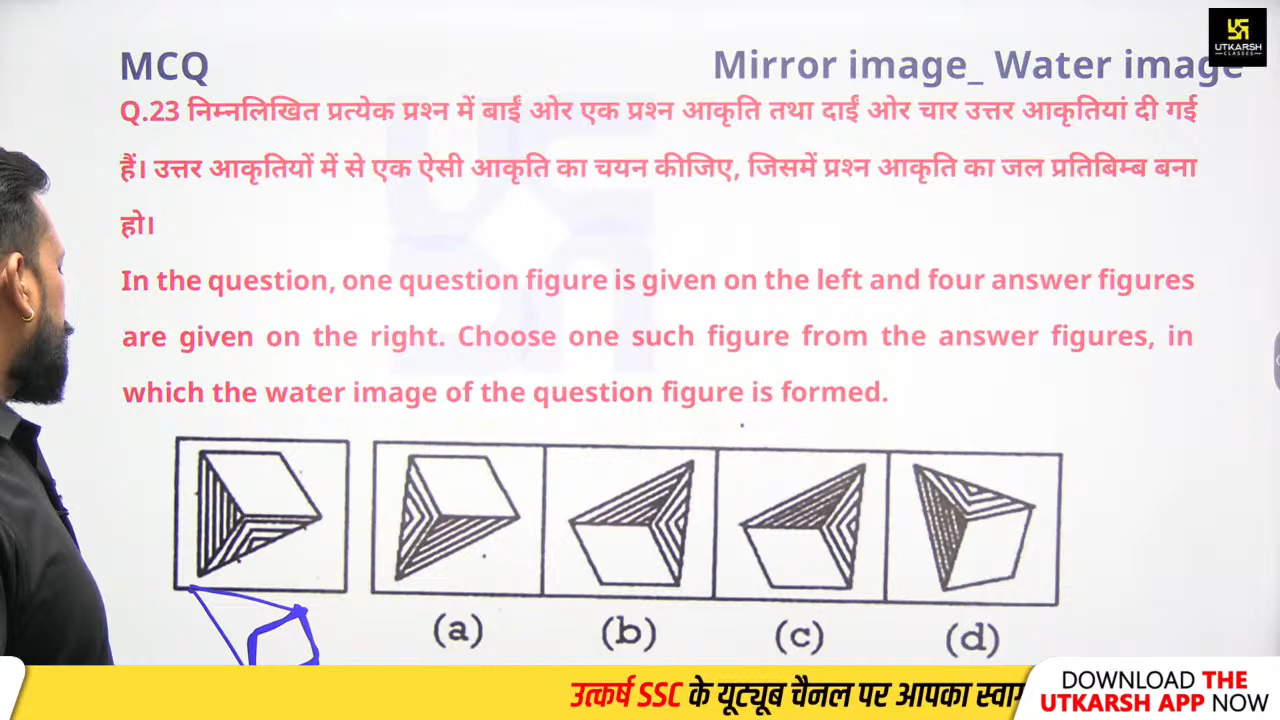 UTKARSH
CLASSES
MCQ
Mirror image_ Water image
Q.23 निम्नलिखित प्रत्येक प्रश्न में बाईं ओर एक प्रश्न आकृति तथा दाईं ओर चार उत्तर आकृतियां दी गई
हैं। उत्तर आकृतियों में से एक ऐसी आकृति का चयन कीजिए, जिसमें प्रश्न आकृति का जल प्रतिबिम्ब बना
हो।
In the question, one question figure is given on the left and four answer figures
are given on the right. Choose one such figure from the answer figures, in
which the water image of the question figure is formed.
(a) (b) (c) (d)
उत्कर्ष SSC के यूट्यूब चैनल पर आपका
DOWNLOAD THE
UTKARSH APP NOW